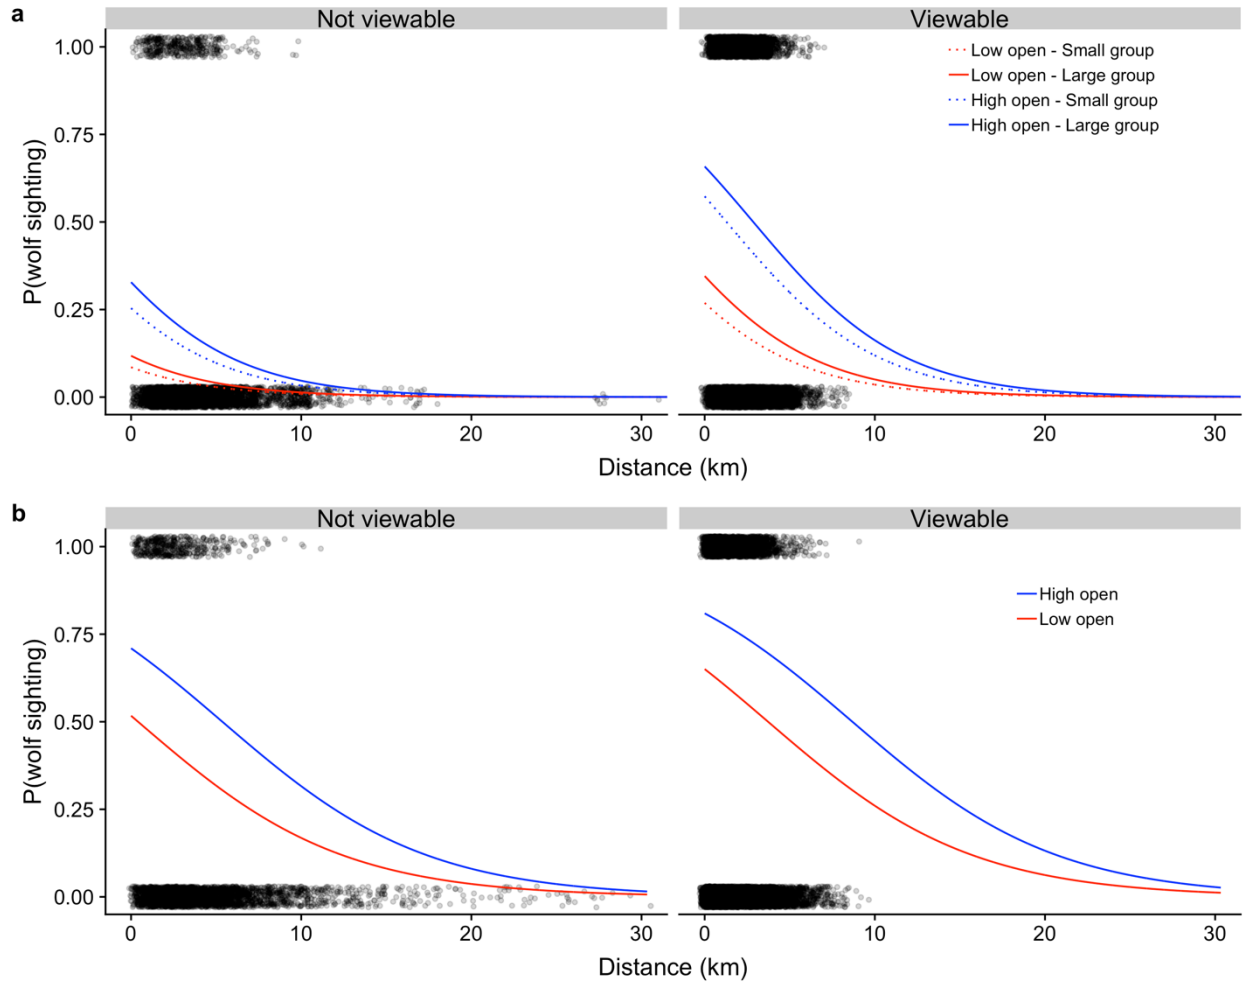 a
Not viewable
Viewable
P(wolf sighting)
1.00
0.75
0.50
0.25
0.00
Low open - Small group
Low open - Large group
High open - Small group
High open - Large group
0 10 20 30
0 10 20 30
Distance (km)
b
Not viewable
Viewable
P(wolf sighting)
1.00
0.75
0.50
0.25
0.00
High open
Low open
0 10 20 30
0 10 20 30
Distance (km)